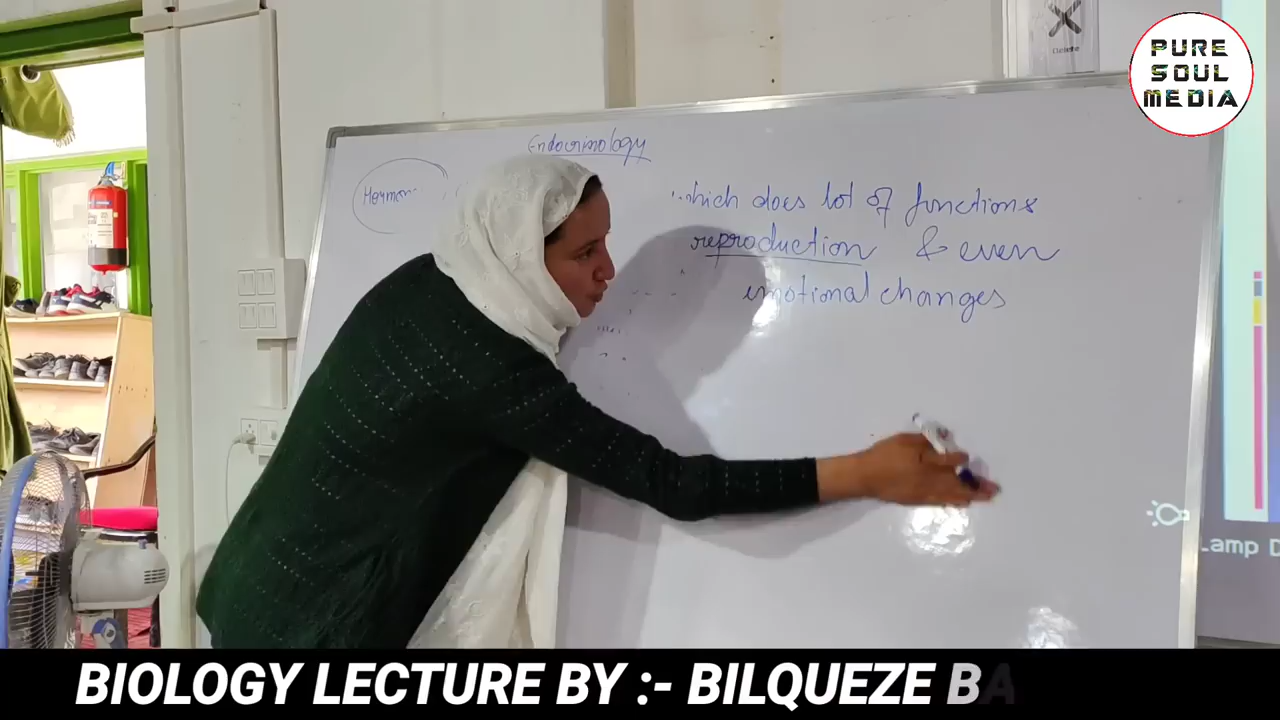 Delete
PURE
SOUL
MEDIA
Endocrinology
which does lot of functions
reproduction & even
emotional changes
Lamp D
BIOLOGY LECTURE BY :- BILQUEZE BA